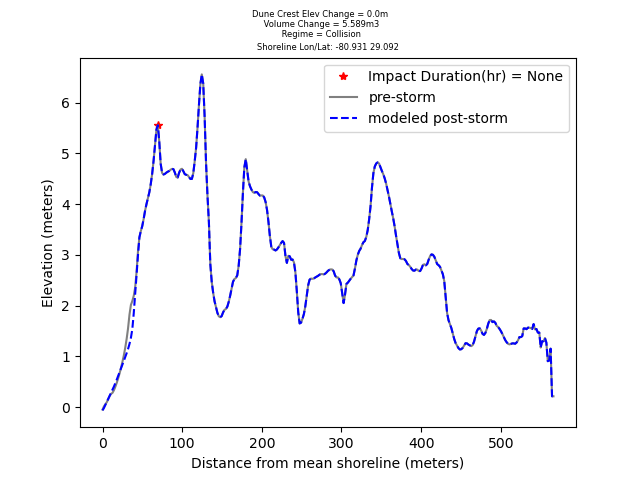 Dune Crest Elev Change = 0.0m
Volume Change = 5.589m3
Regime = Collision
Shoreline Lon/Lat: -80.931 29.092
Impact Duration(hr) = None
pre-storm
modeled post-storm
Elevation (meters)
6
5
4
3
2
1
0
0 100 200 300 400 500
Distance from mean shoreline (meters)